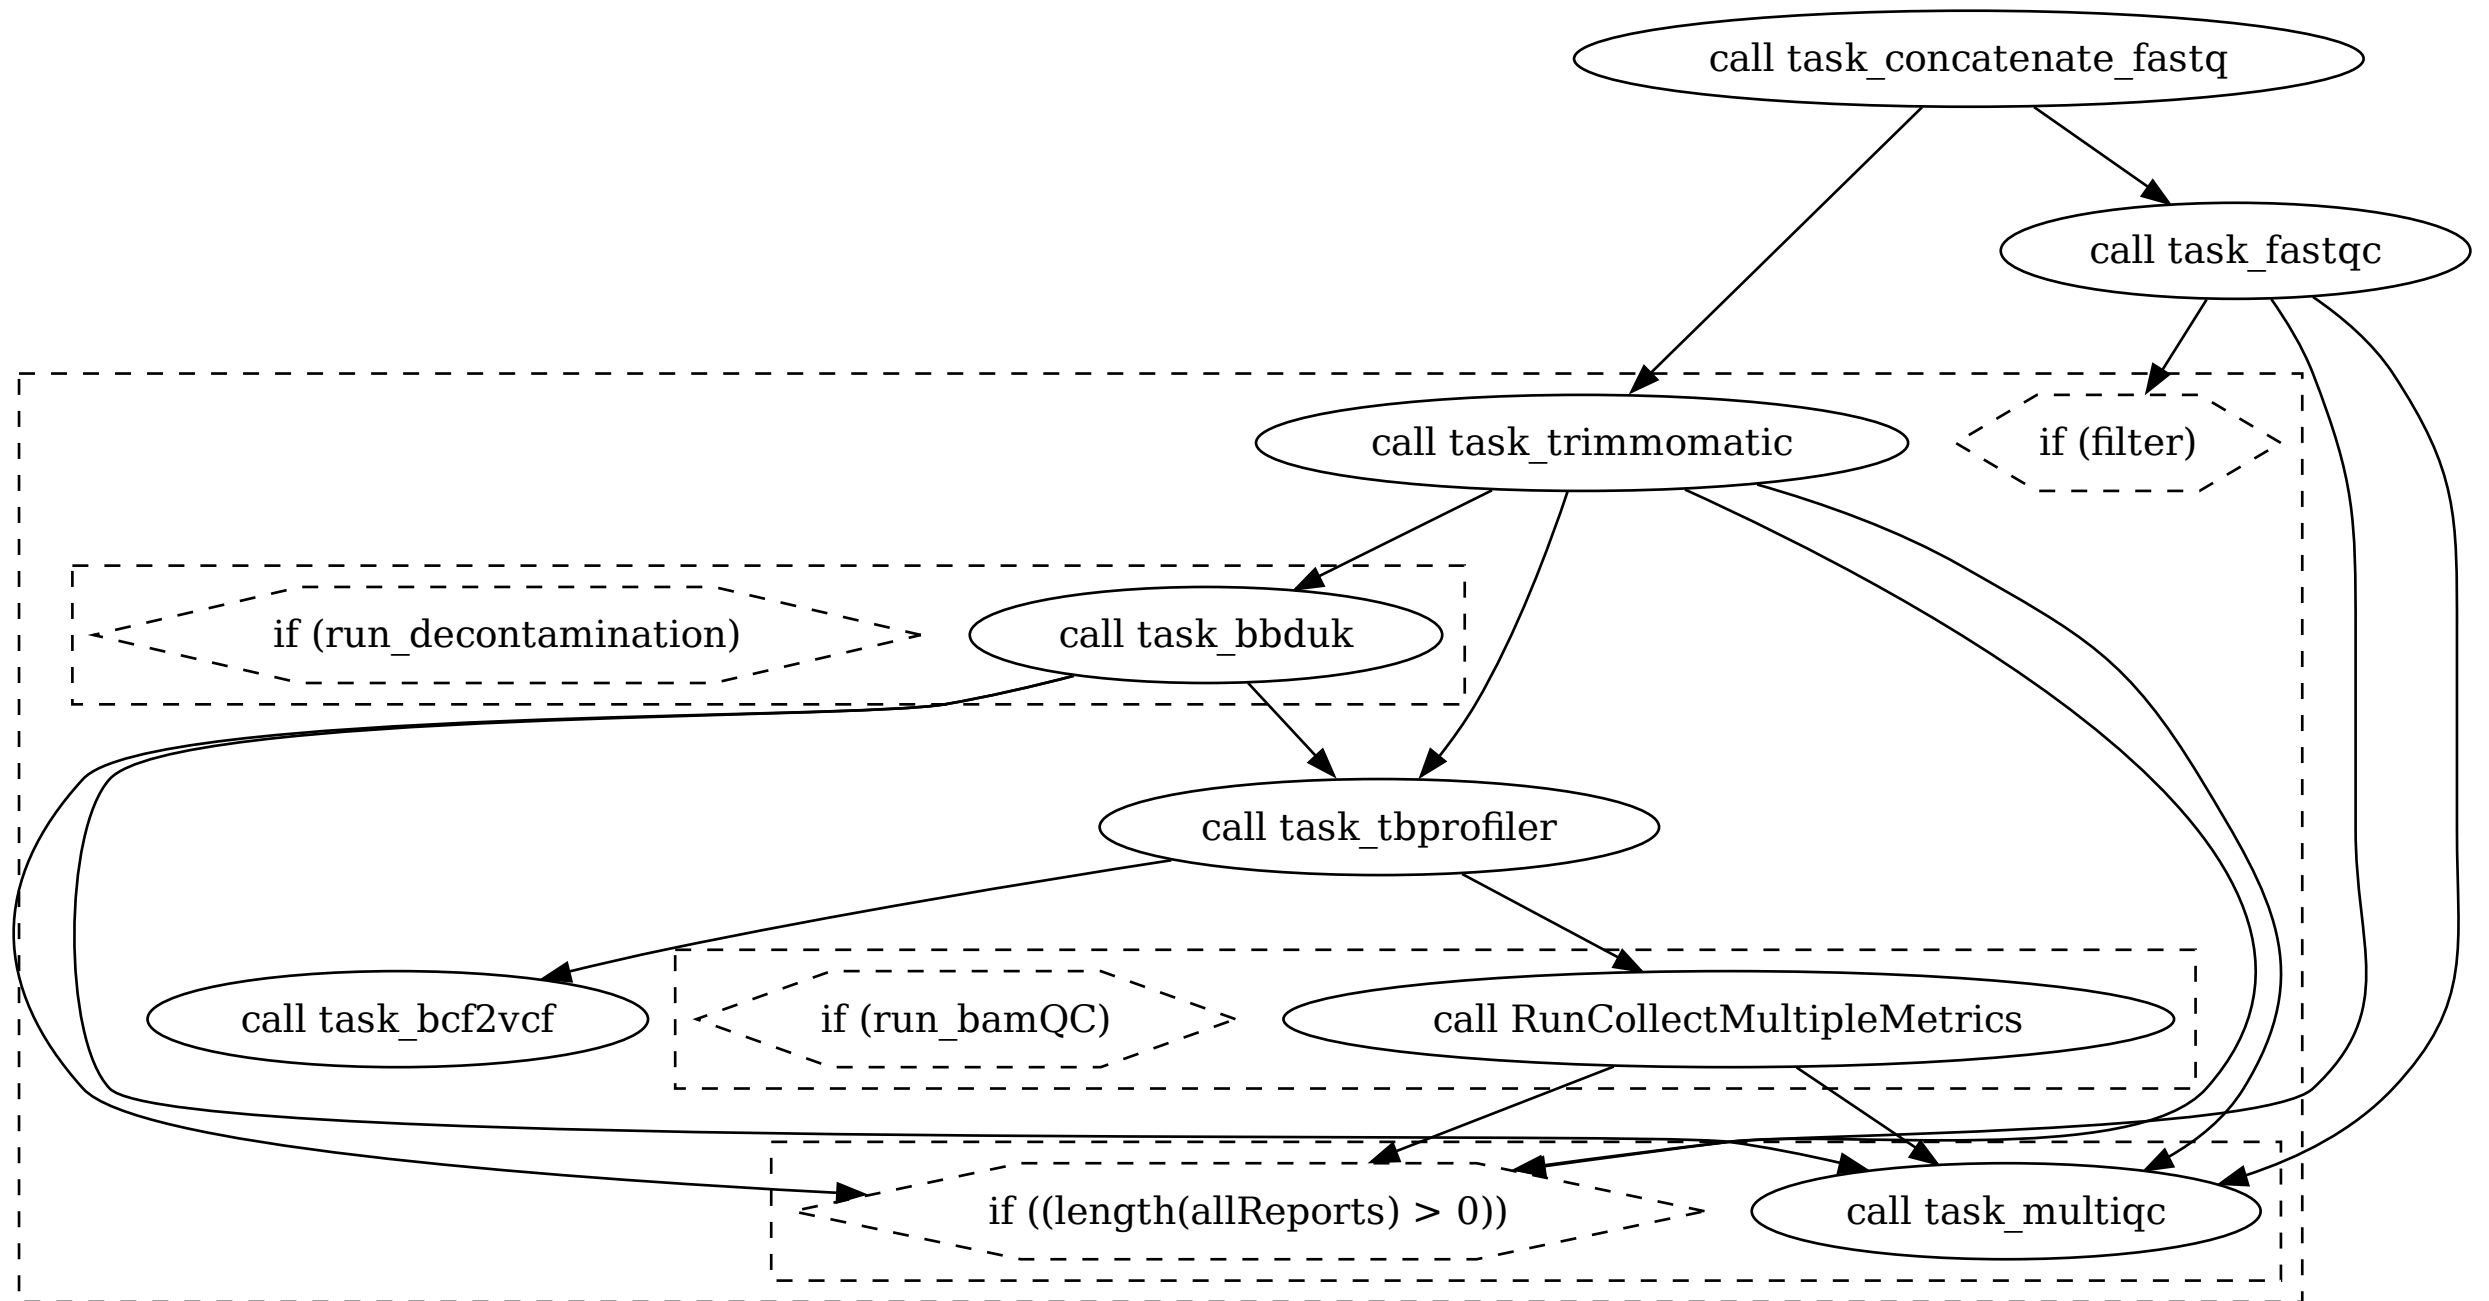 call task_concatenate_fastq
call task_fastqc
call task_trimmomatic
if (filter)
if (run_decontamination)
call task_bbduk
call task_tbprofiler
call task_bcf2vcf
if (run_bamQC)
call RunCollectMultipleMetrics
if ((length(allReports) > 0))
call task_multiqc